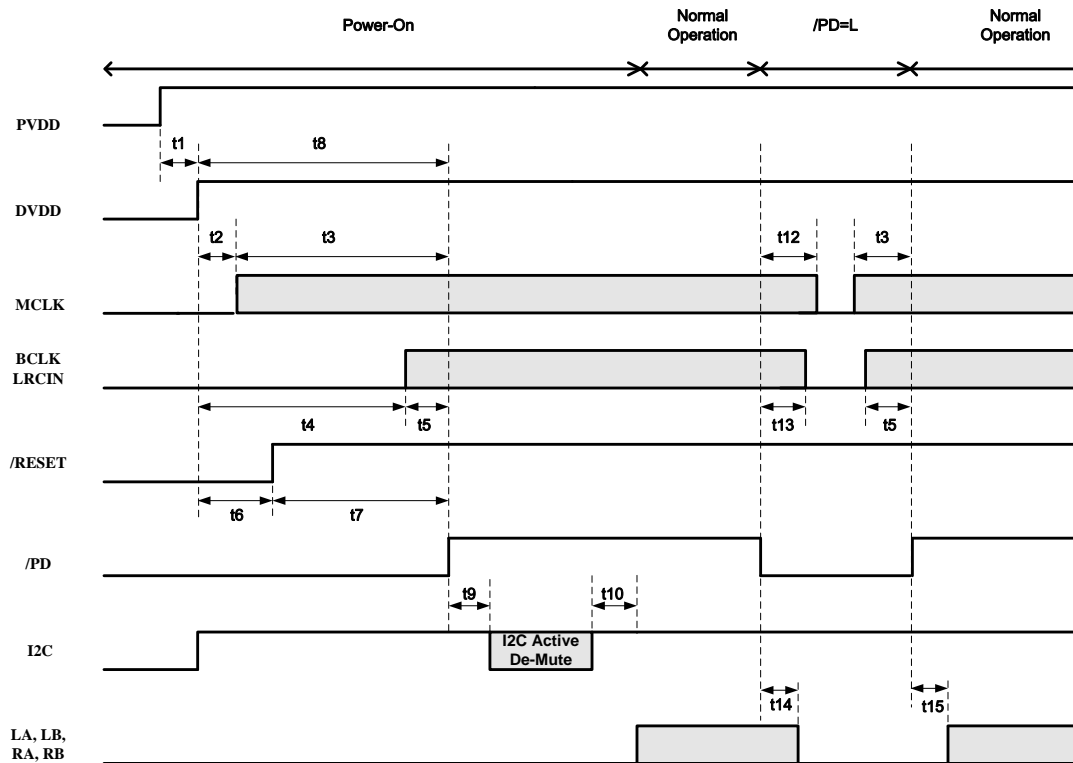 Power-On
Normal
Operation
/PD=L
Normal
Operation
PVDD
t1
t8
DVDD
t2
t3
t12
t3
MCLK
BCLK
LRCIN
t4
t5
t13
t5
/RESET
t6
t7
/PD
t9
t10
I2C
I2C Active
De-Mute
t14
t15
LA, LB,
RA, RB